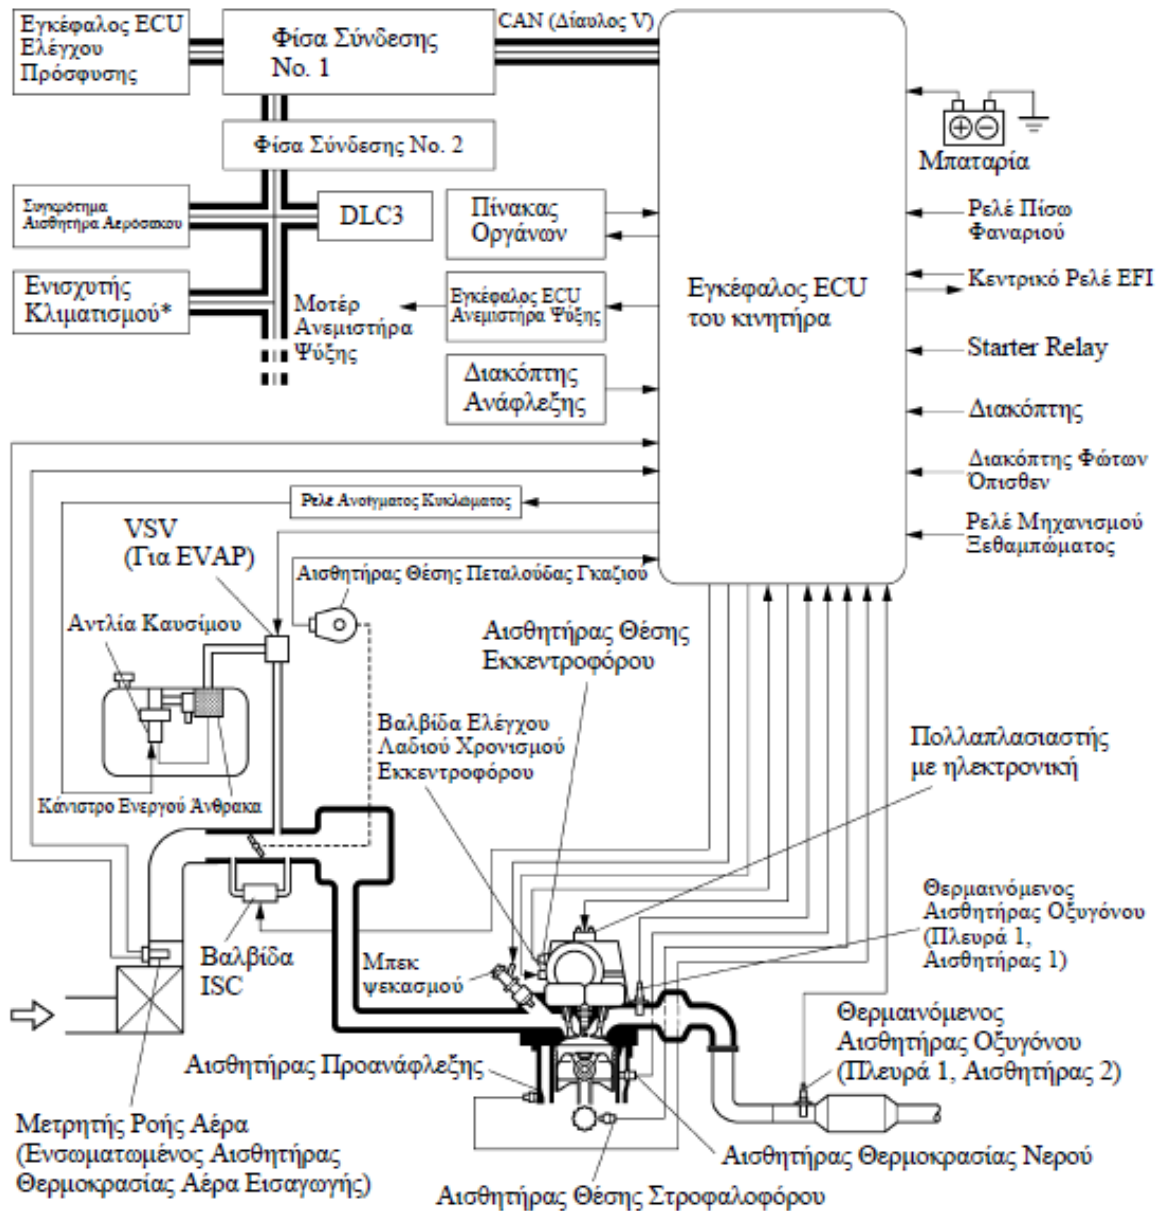 Εγκέφαλος ECU
Ελέγχου
Πρόσφυσης
Φίσα Σύνδεσης
No. 1
CAN (Δίαυλος V)
Φίσα Σύνδεσης No. 2
Συγκρότημα
Αισθητήρα Αερόσακου
DLC3
Ενισχυτής
Κλιματισμού*
Μοτέρ
Ανεμιστήρα
Ψύξης
Πίνακας
Οργάνων
Εγκέφαλος ECU
Ανεμιστήρα Ψύξης
Διακόπτης
Ανάφλεξης
Εγκέφαλος ECU
του κινητήρα
Μπαταρία
Ρελέ Πίσω
Φαναριού
Κεντρικό Ρελέ EFI
Starter Relay
Διακόπτης
Διακόπτης Φώτων
Όπισθεν
Ρελέ Μηχανισμού
Ξεθαμπώματος
Ρελέ Ανοίγματος Κυκλώματος
VSV
(Για EVAP)
Αισθητήρας Θέσης Πεταλούδας Γκαζιού
Αντλία Καυσίμου
Αισθητήρας Θέσης
Εκκεντροφόρου
Βαλβίδα Ελέγχου
Λαδιού Χρονισμού
Εκκεντροφόρου
Πολλαπλασιαστής
με ηλεκτρονική
Κάνιστρο Ενεργού Άνθρακα
Θερμαινόμενος
Αισθητήρας Οξυγόνου
(Πλευρά 1,
Αισθητήρας 1)
Βαλβίδα
ISC
Μπεκ
ψεκασμού
Θερμαινόμενος
Αισθητήρας Οξυγόνου
(Πλευρά 1, Αισθητήρας 2)
Αισθητήρας Προανάφλεξης
Μετρητής Ροής Αέρα
(Ενσωματωμένος Αισθητήρας
Θερμοκρασίας Αέρα Εισαγωγής)
Αισθητήρας Θερμοκρασίας Νερού
Αισθητήρας Θέσης Στροφαλοφόρου